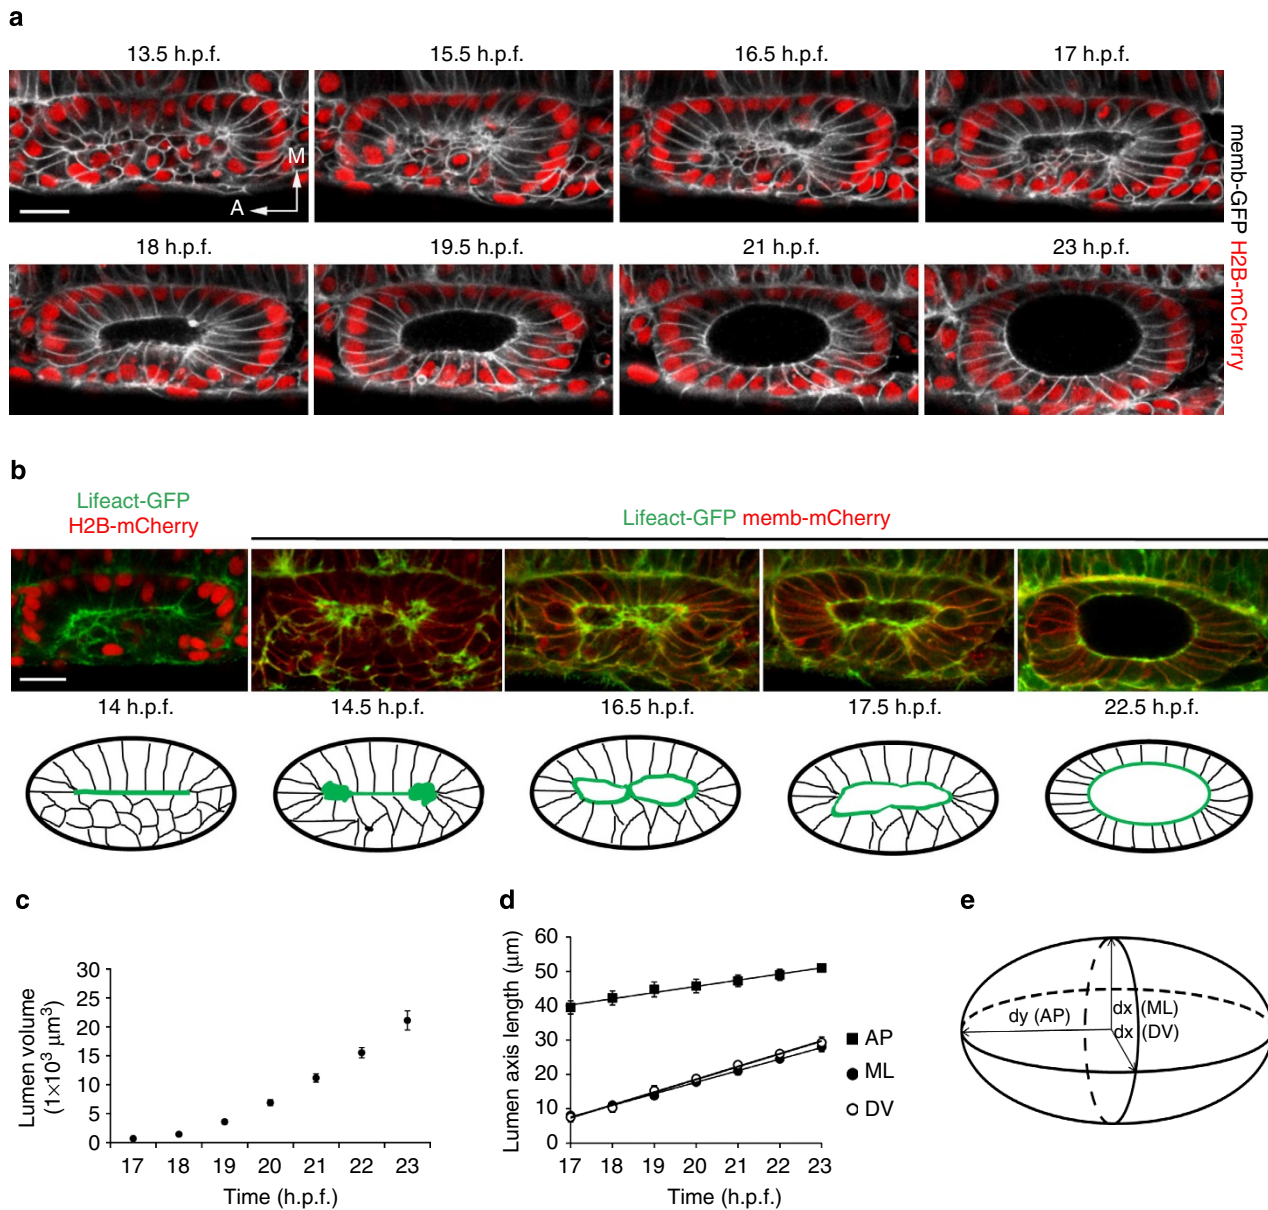 a
13.5 h.p.f.
15.5 h.p.f.
16.5 h.p.f.
17 h.p.f.
M
A
18 h.p.f.
19.5 h.p.f.
21 h.p.f.
23 h.p.f.
memb-GFP H2B-mCherry
b
Lifeact-GFP
H2B-mCherry
Lifeact-GFP memb-mCherry
14 h.p.f.
14.5 h.p.f.
16.5 h.p.f.
17.5 h.p.f.
22.5 h.p.f.
c
Lumen volume
(1×10³ μm³)
30
25
20
15
10
5
0
17 18 19 20 21 22 23
Time (h.p.f.)
d
Lumen axis length (μm)
60
50
40
30
20
10
0
17 18 19 20 21 22 23
Time (h.p.f.)
AP
ML
DV
e
dy (AP)
dx (ML)
dx (DV)